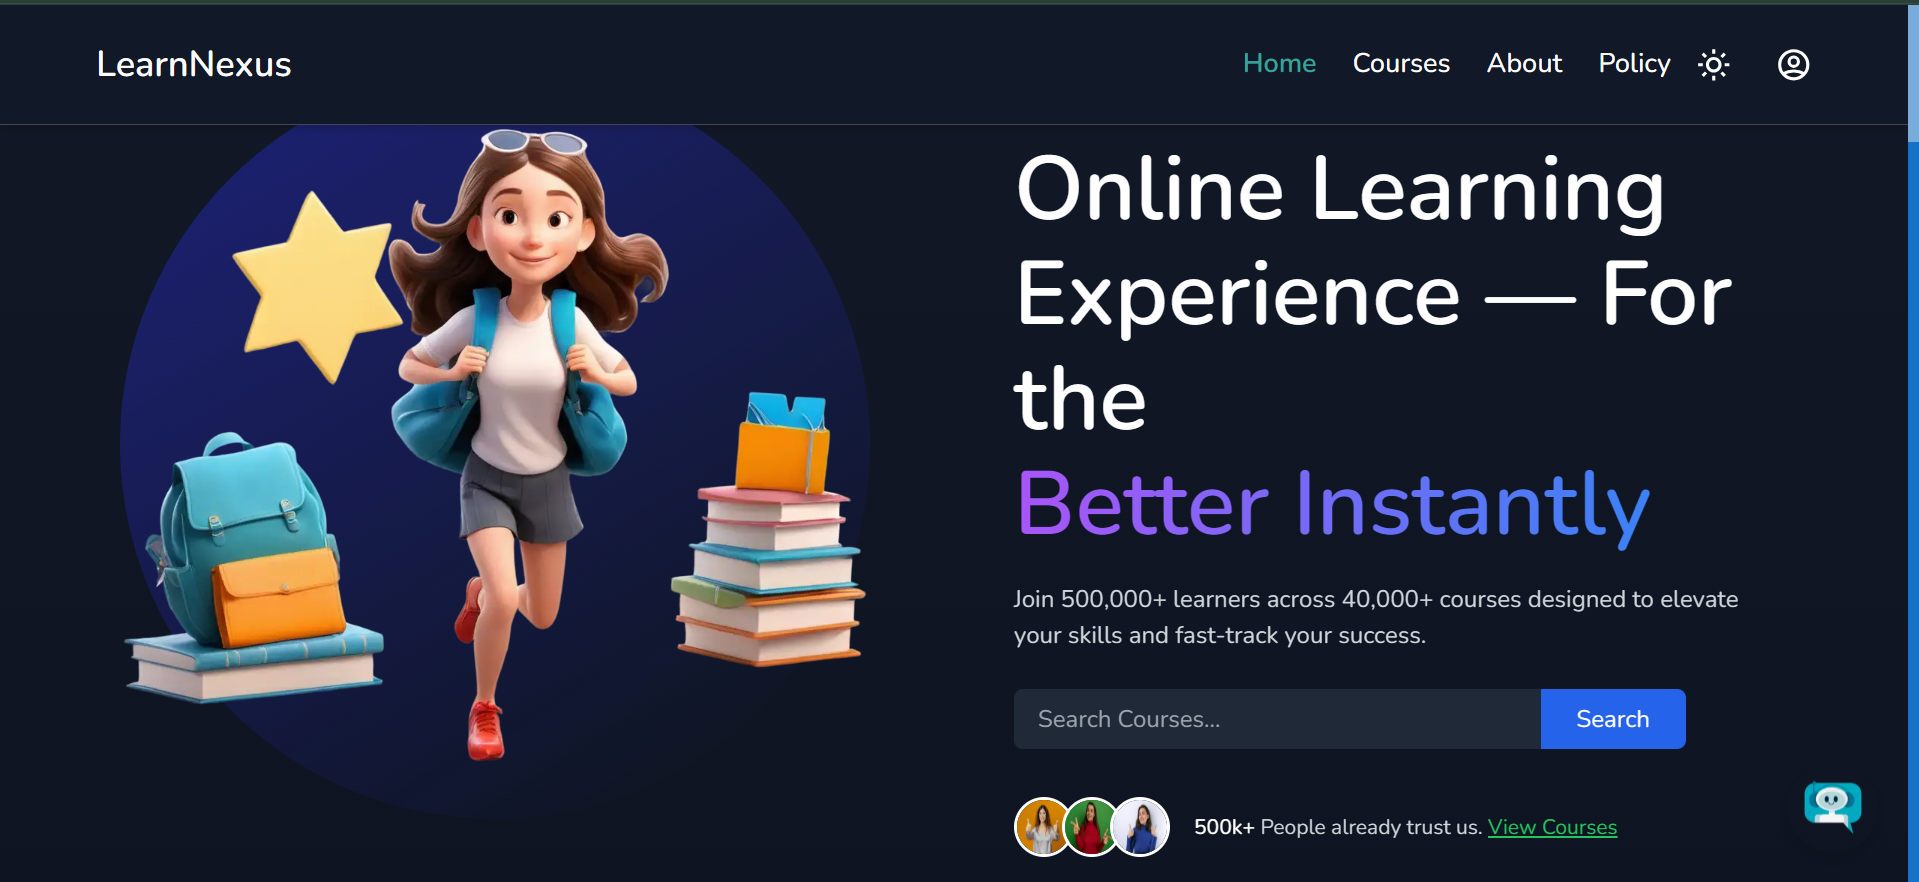 LearnNexus
Home Courses About Policy
Online Learning
Experience — For
the
Better Instantly
Join 500,000+ learners across 40,000+ courses designed to elevate
your skills and fast-track your success.
Search Courses... Search
500k+ People already trust us. View Courses